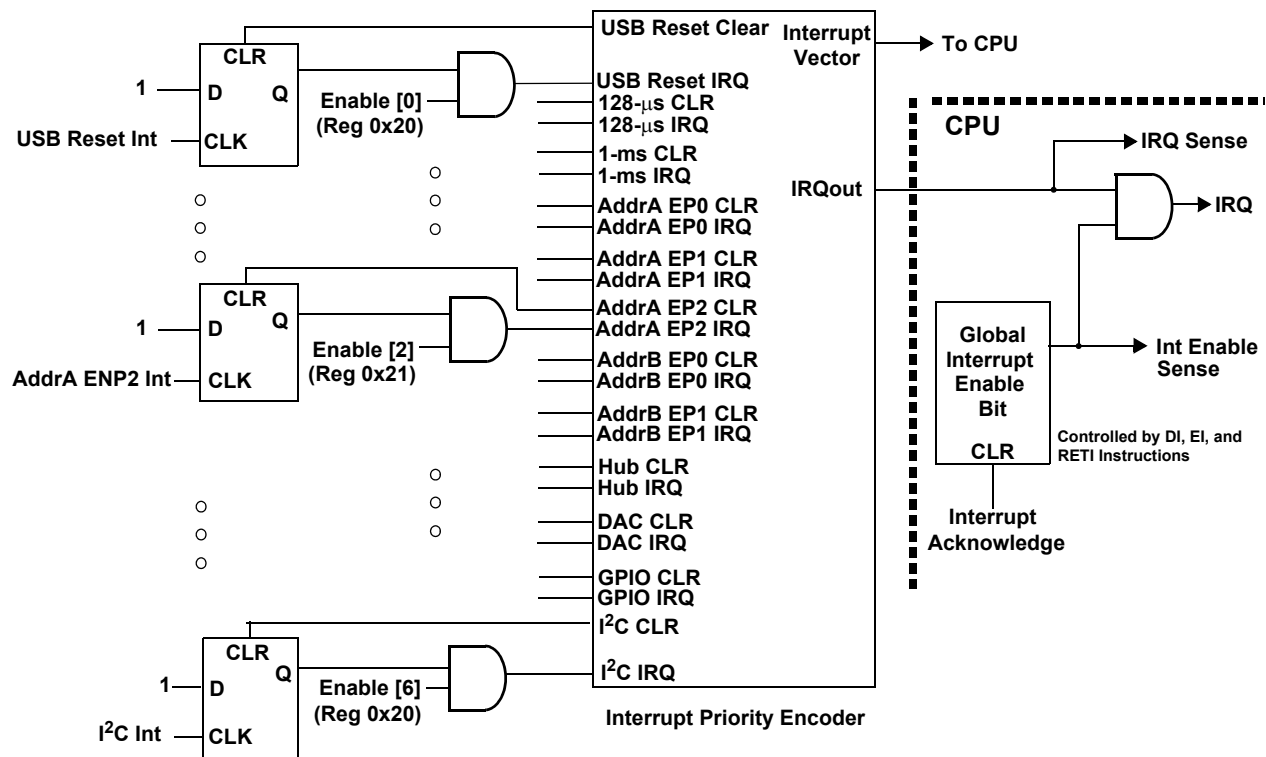 CLR
D
Q
CLK
1
USB Reset Int
Enable [0]
(Reg 0x20)
CLR
D
Q
CLK
1
AddrA ENP2 Int
Enable [2]
(Reg 0x21)
CLR
D
Q
CLK
1
I²C Int
Enable [6]
(Reg 0x20)
USB Reset Clear
USB Reset IRQ
128-μs CLR
128-μs IRQ
1-ms CLR
1-ms IRQ
AddrA EP0 CLR
AddrA EP0 IRQ
AddrA EP1 CLR
AddrA EP1 IRQ
AddrA EP2 CLR
AddrA EP2 IRQ
AddrB EP0 CLR
AddrB EP0 IRQ
AddrB EP1 CLR
AddrB EP1 IRQ
Hub CLR
Hub IRQ
DAC CLR
DAC IRQ
GPIO CLR
GPIO IRQ
I²C CLR
I²C IRQ
Interrupt
Vector
IRQout
Interrupt Priority Encoder
To CPU
CPU
IRQ Sense
IRQ
Global
Interrupt
Enable
Bit
CLR
Int Enable
Sense
Controlled by DI, EI, and
RETI Instructions
Interrupt
Acknowledge